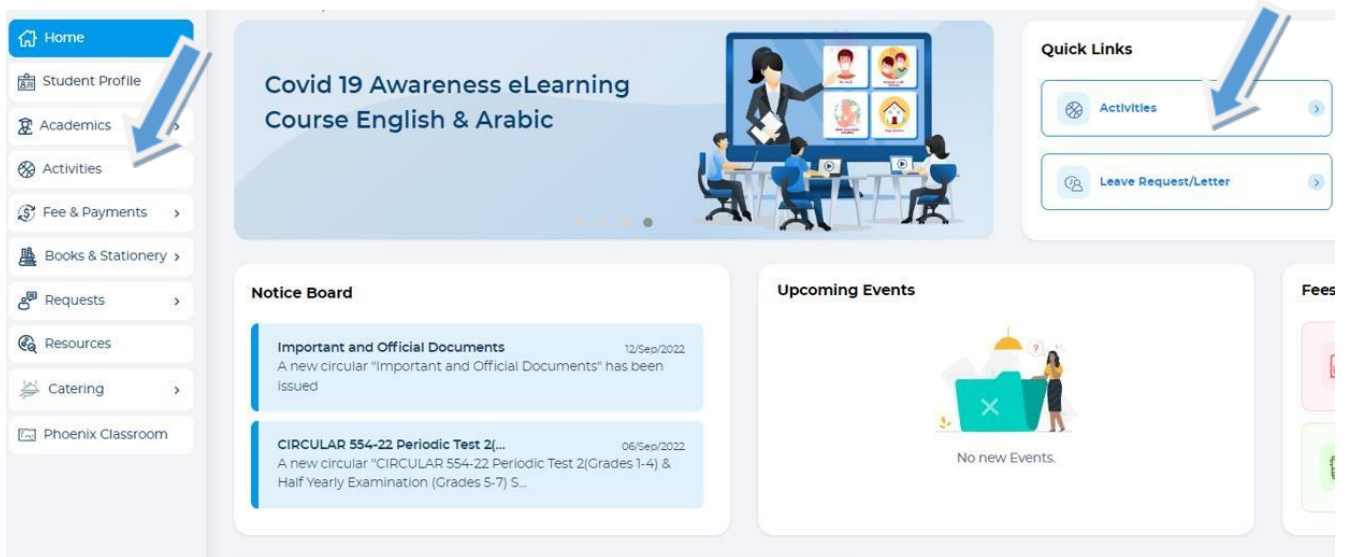 Home
Student Profile
Academics
Activities
Fee & Payments
Books & Stationery
Requests
Resources
Catering
Phoenix Classroom
Covid 19 Awareness eLearning
Course English & Arabic
Quick Links
Activities
Leave Request/Letter
Notice Board
Important and Official Documents 12/Sep/2022
A new circular "Important and Official Documents" has been
issued
CIRCULAR 554-22 Periodic Test 2(... 06/Sep/2022
A new circular "CIRCULAR 554-22 Periodic Test 2(Grades 1-4) &
Half Yearly Examination (Grades 5-7) S...
Upcoming Events
No new Events.
Fees